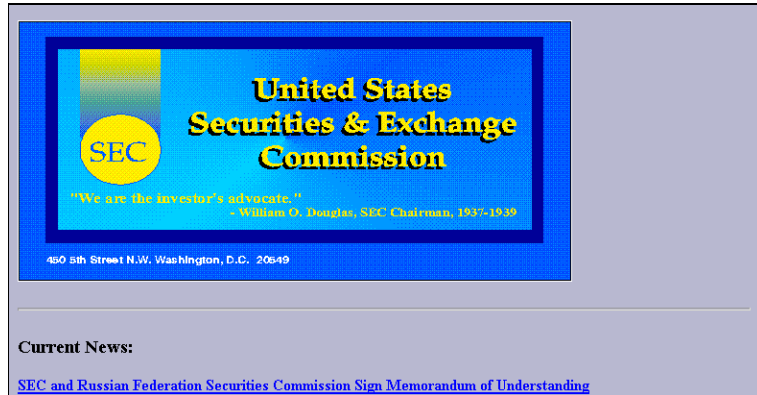 United States
Securities & Exchange
Commission
SEC
"We are the investor's advocate."
- William O. Douglas, SEC Chairman, 1937-1939
450 5th Street N.W. Washington, D.C. 20549
Current News:
SEC and Russian Federation Securities Commission Sign Memorandum of Understanding